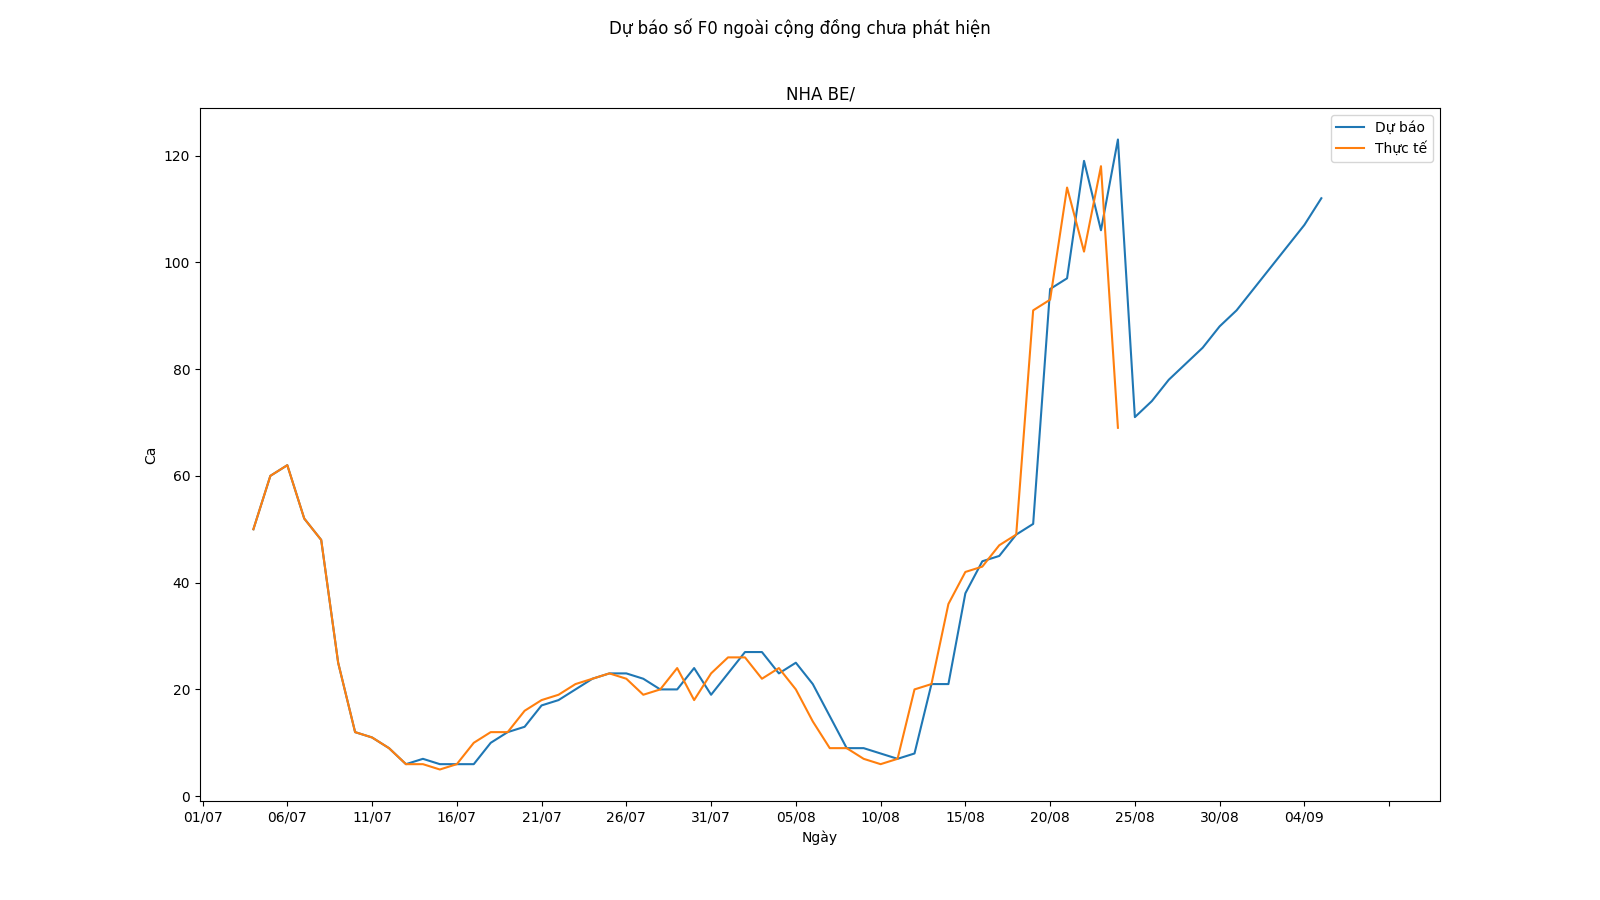 Dự báo số F0 ngoài cộng đồng chưa phát hiện
NHA BE/
Dự báo
Thực tế
120
100
80
60
40
20
0
Ca
01/07 06/07 11/07 16/07 21/07 26/07 31/07 05/08 10/08 15/08 20/08 25/08 30/08 04/09
Ngày